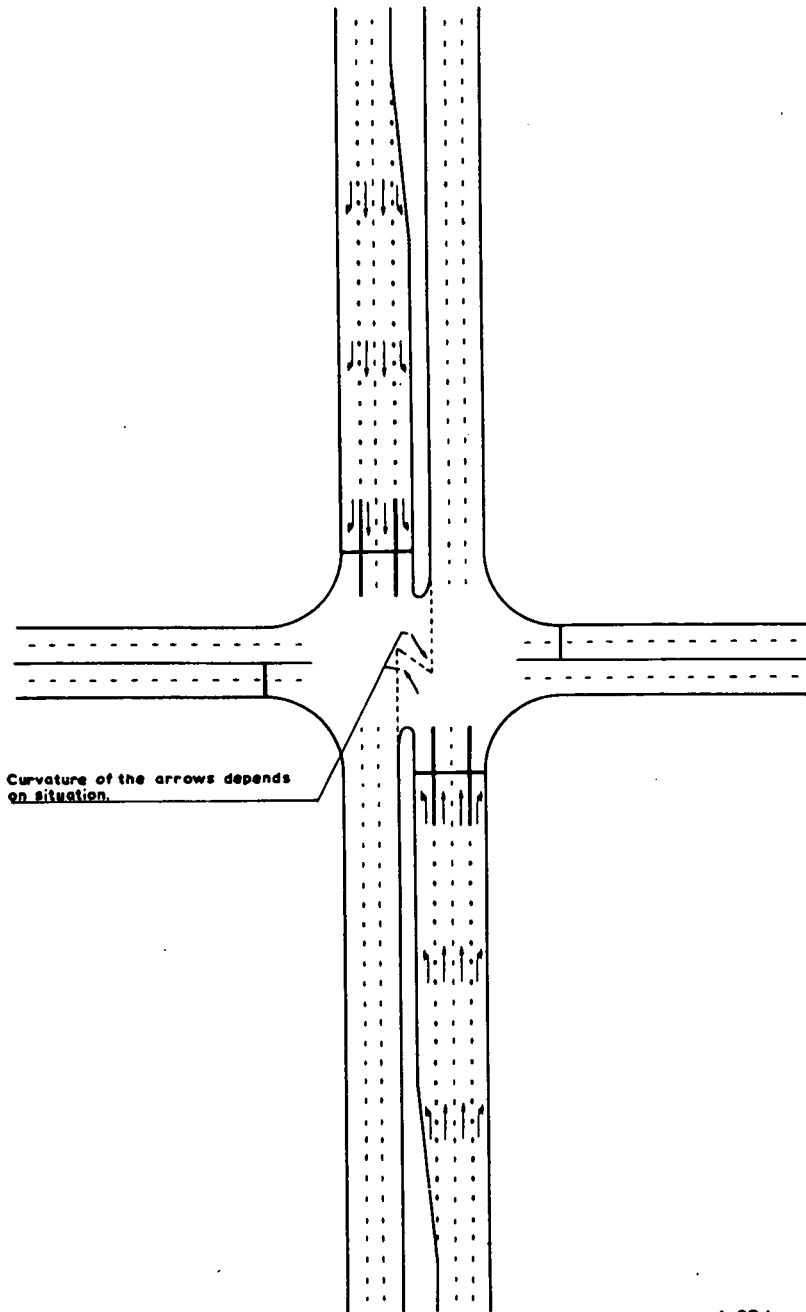 Curvature of the arrows depends
on situation.